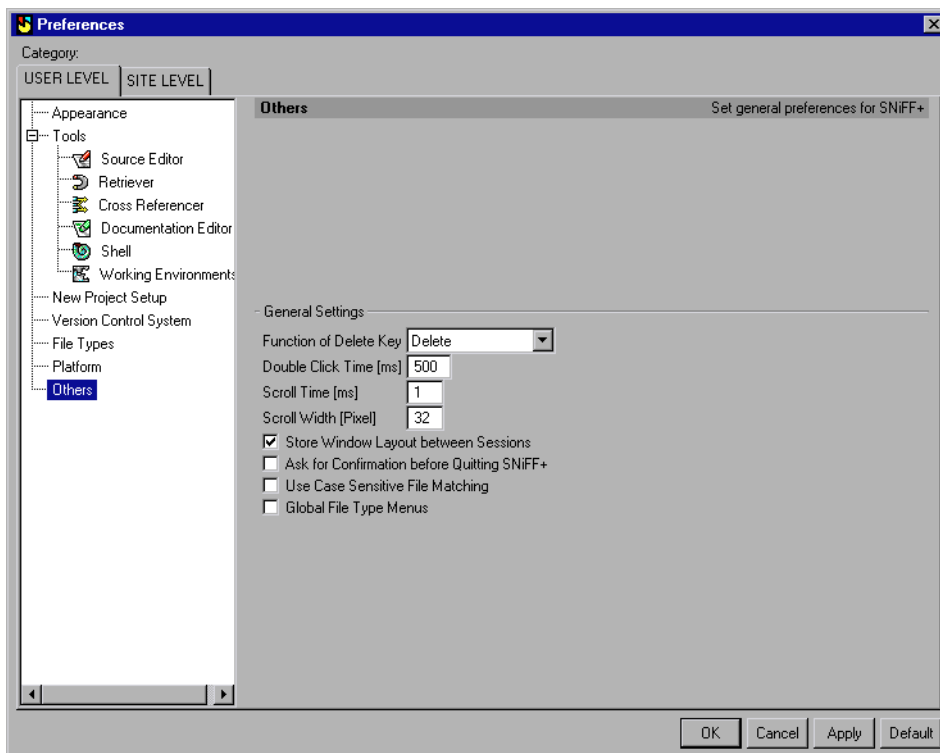 Preferences
Category:
USER LEVEL
SITE LEVEL
Appearance
Tools
Source Editor
Retriever
Cross Referencer
Documentation Editor
Shell
Working Environments
New Project Setup
Version Control System
File Types
Platform
Others
Others Set general preferences for SNiFF+
General Settings
Function of Delete Key Delete
Double Click Time [ms] 500
Scroll Time [ms] 1
Scroll Width [Pixel] 32
Store Window Layout between Sessions
Ask for Confirmation before Quitting SNiFF+
Use Case Sensitive File Matching
Global File Type Menus
OK Cancel Apply Default